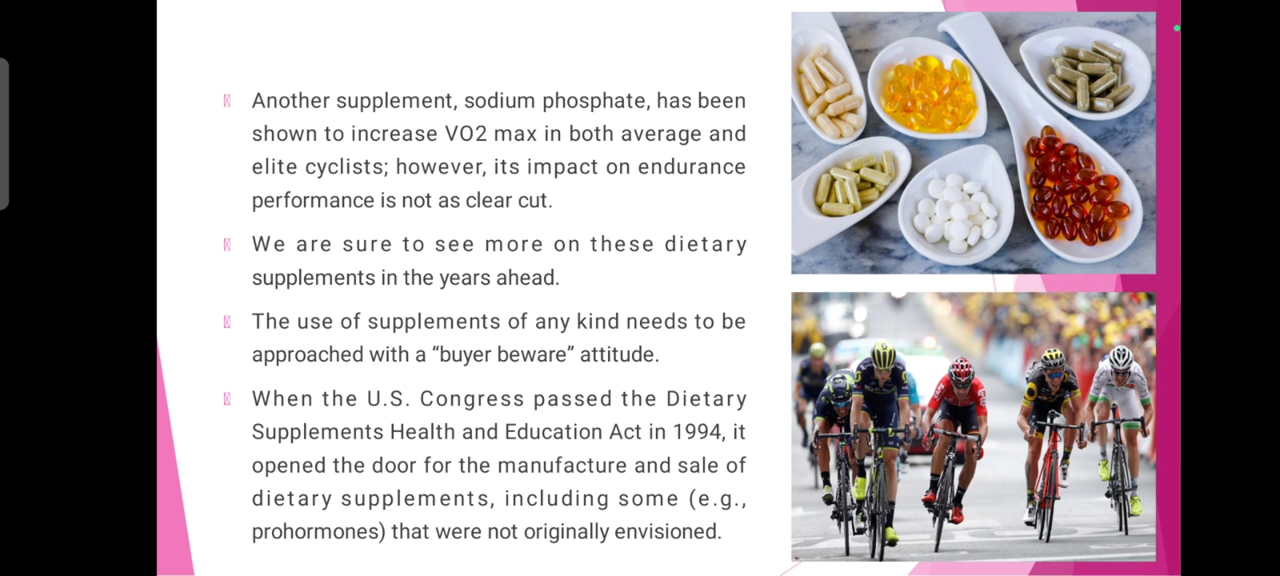 Another supplement, sodium phosphate, has been
shown to increase VO2 max in both average and
elite cyclists; however, its impact on endurance
performance is not as clear cut.
We are sure to see more on these dietary
supplements in the years ahead.
The use of supplements of any kind needs to be
approached with a “buyer beware” attitude.
When the U.S. Congress passed the Dietary
Supplements Health and Education Act in 1994, it
opened the door for the manufacture and sale of
dietary supplements, including some (e.g.,
prohormones) that were not originally envisioned.